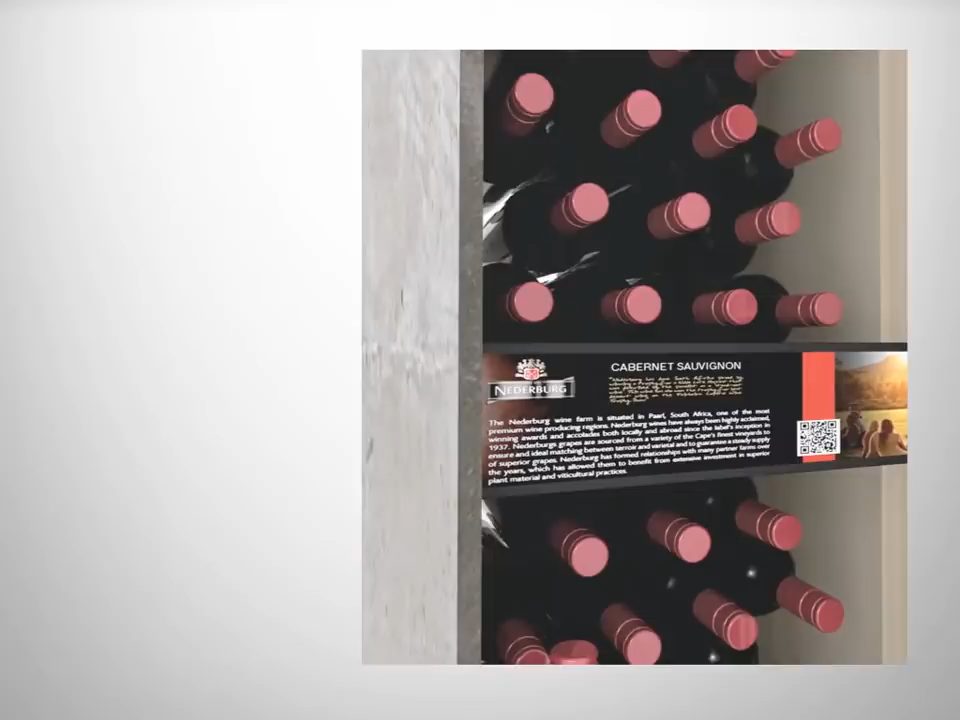 NEDERBURG
CABERNET SAUVIGNON
The Nederburg wine farm is situated in Paarl, South Africa, one of the most
premium wine producing regions. Nederburg wines have always been highly acclaimed,
winning awards and accolades both locally and abroad since the label's inception in
1937. Nederburgs grapes are sourced from a variety of the Cape's finest vineyards to
ensure and ideal matching between terroir and varietal and to guarantee a steady supply
of superior grapes. Nederburg has formed relationships with many partner farms over
the years, which has allowed them to benefit from extensive investment in superior
plant material and viticultural practices.